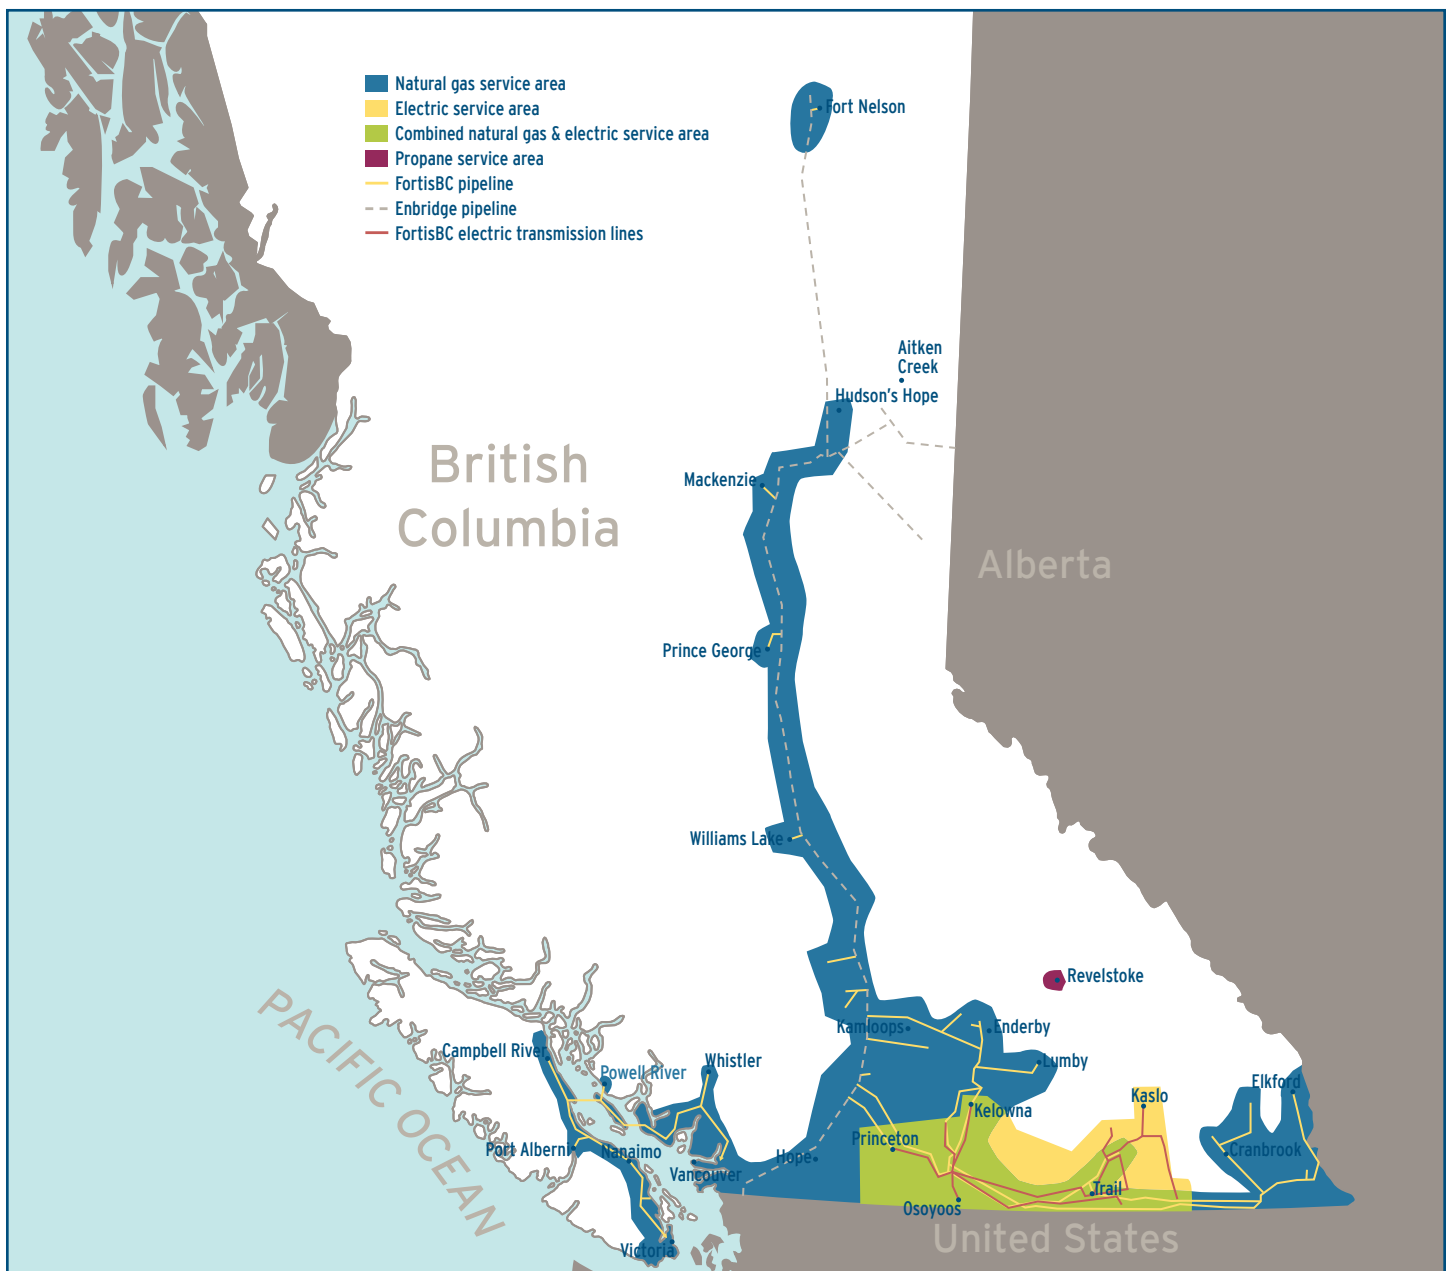 Natural gas service area
Electric service area
Combined natural gas & electric service area
Propane service area
FortisBC pipeline
Enbridge pipeline
FortisBC electric transmission lines
Fort Nelson
Aitken
Creek
Hudson's Hope
British
Columbia
Mackenzie
Alberta
Prince George
Williams Lake
Revelstoke
PACIFIC OCEAN
Kamloops
Enderby
Campbell River
Powell River
Whistler
Lumby
Elkford
Kaslo
Kelowna
Princeton
Port Alberni
Nanaimo
Cranbrook
Hope
Vancouver
Trail
Osoyoos
United States
Victoria